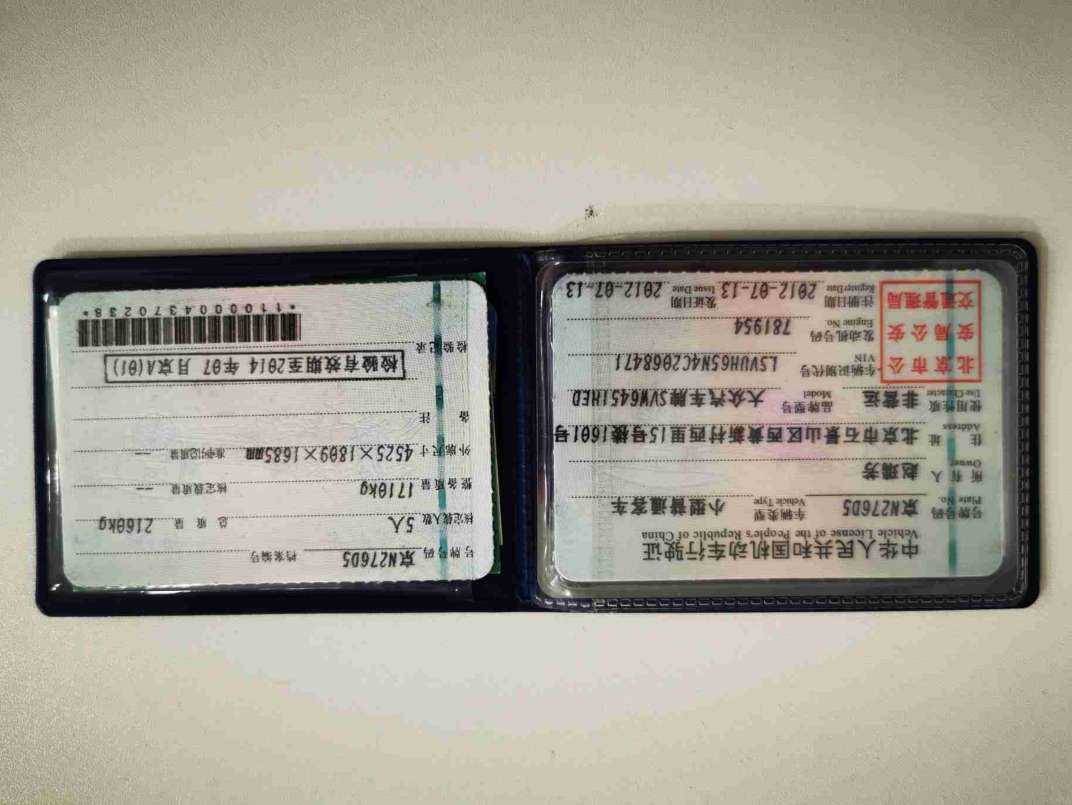 中华人民共和国机动车行驶证
Vehicle License of the People's Republic of China
号牌号码 京N276D5 车辆类型 小型普通客车
Plate No. Vehicle Type
所有人 赵瑞芳
Owner
住址 北京市石景山区西黄新村西里15号楼1601号
Address
使用性质 非营运 品牌型号 大众汽车牌SVW6451HED
Use Character Model
北京市公安局公安交通管理局
车辆识别代号 LSVUH65N4C2068471
VIN
发动机号码 781954
Engine No.
注册日期 2012-07-13 发证日期 2012-07-13
Register Date Issue Date
号牌号码 京N276D5 档案编号
核定载人数 5人 总质量 2160kg
整备质量 1710kg 核定载质量 —
外廓尺寸 4525×1809×1685mm 准牵引总质量 —
备注
检验有效期至2014年07月京A(01)
检验记录
*1100004370238*